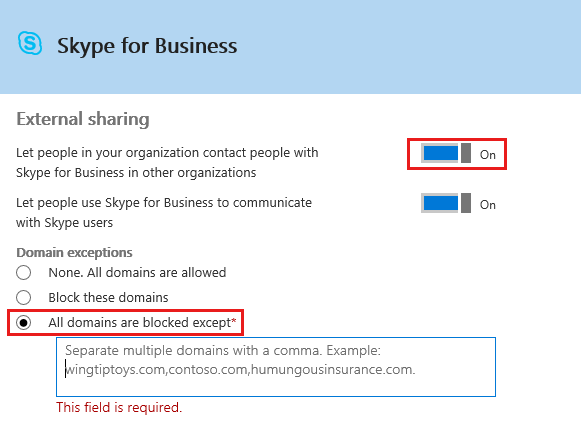 Skype for Business
External sharing
Let people in your organization contact people with
Skype for Business in other organizations
On
Let people use Skype for Business to communicate
with Skype users
On
Domain exceptions
None. All domains are allowed
Block these domains
All domains are blocked except*
Separate multiple domains with a comma. Example:
wingtiptoys.com,contoso.com,humungousinsurance.com.
This field is required.